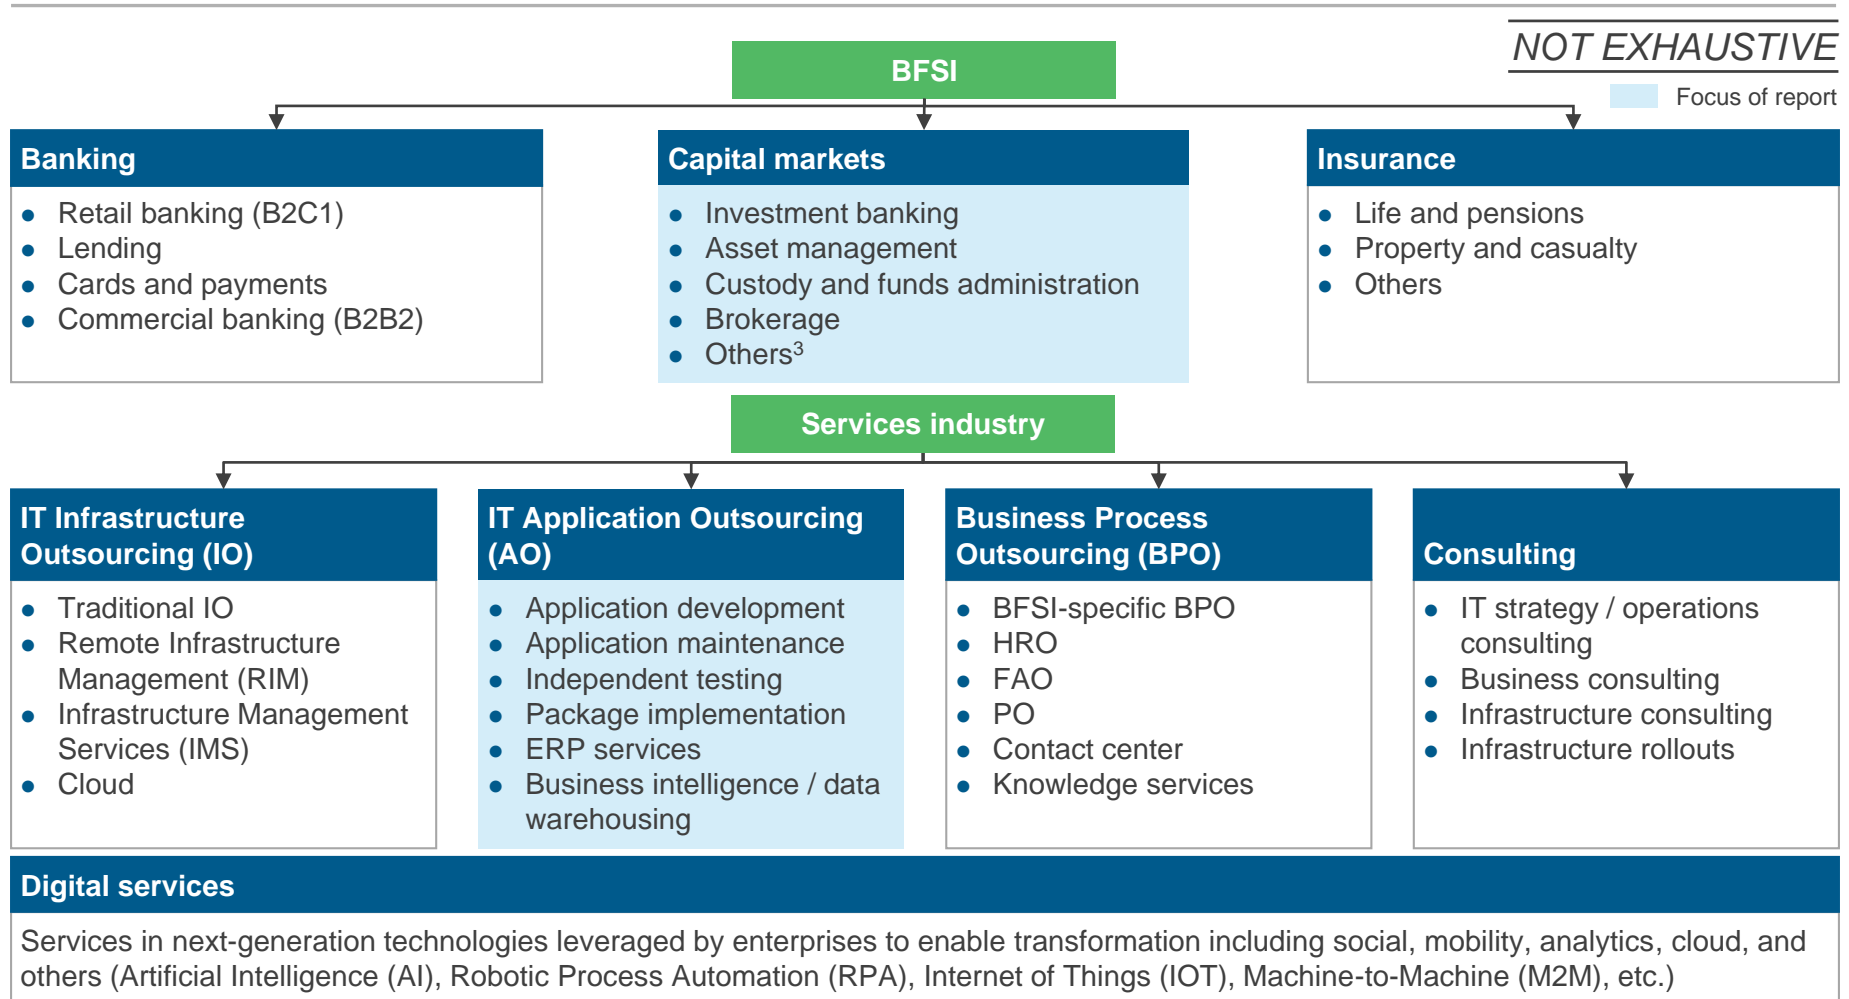 NOT EXHAUSTIVE
Focus of report
BFSI
Banking
● Retail banking (B2C1)
● Lending
● Cards and payments
● Commercial banking (B2B2)
Capital markets
● Investment banking
● Asset management
● Custody and funds administration
● Brokerage
● Others³
Insurance
● Life and pensions
● Property and casualty
● Others
Services industry
IT Infrastructure
Outsourcing (IO)
● Traditional IO
● Remote Infrastructure
Management (RIM)
● Infrastructure Management
Services (IMS)
● Cloud
IT Application Outsourcing
(AO)
● Application development
● Application maintenance
● Independent testing
● Package implementation
● ERP services
● Business intelligence / data
warehousing
Business Process
Outsourcing (BPO)
● BFSI-specific BPO
● HRO
● FAO
● PO
● Contact center
● Knowledge services
Consulting
● IT strategy / operations
consulting
● Business consulting
● Infrastructure consulting
● Infrastructure rollouts
Digital services
Services in next-generation technologies leveraged by enterprises to enable transformation including social, mobility, analytics, cloud, and
others (Artificial Intelligence (AI), Robotic Process Automation (RPA), Internet of Things (IOT), Machine-to-Machine (M2M), etc.)